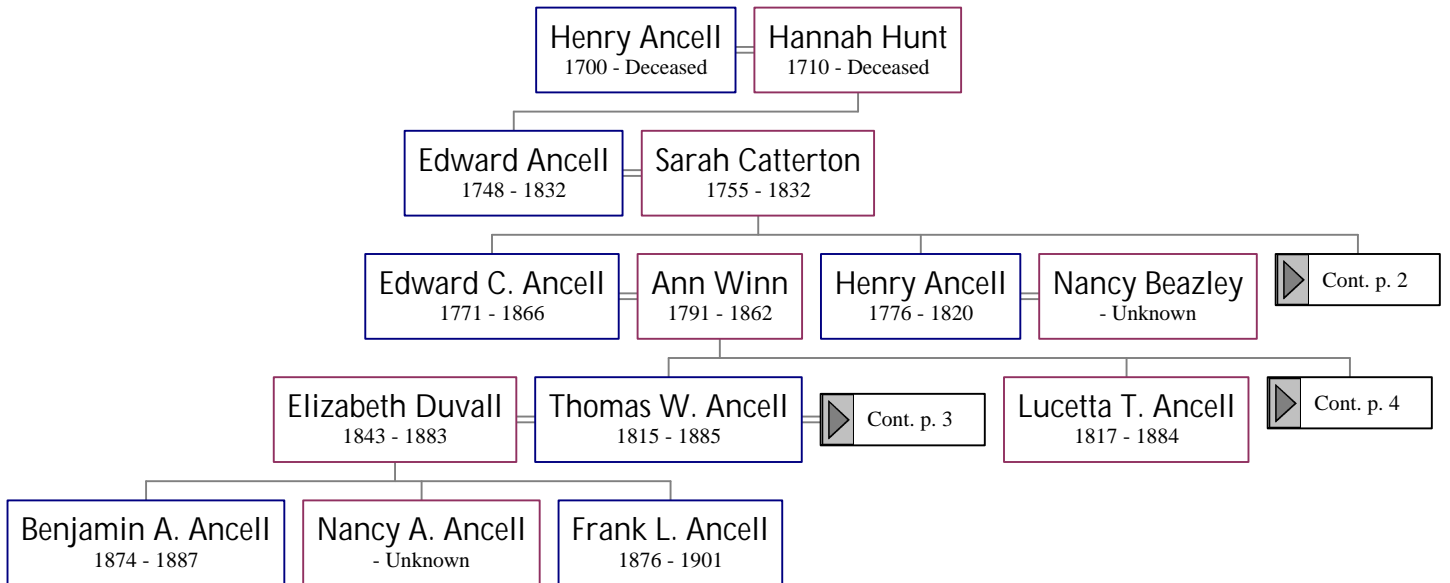 Henry Ancell
1700 - Deceased
Hannah Hunt
1710 - Deceased
Edward Ancell
1748 - 1832
Sarah Catterton
1755 - 1832
Edward C. Ancell
1771 - 1866
Ann Winn
1791 - 1862
Henry Ancell
1776 - 1820
Nancy Beazley
- Unknown
Cont. p. 2
Elizabeth Duvall
1843 - 1883
Thomas W. Ancell
1815 - 1885
Cont. p. 3
Lucetta T. Ancell
1817 - 1884
Cont. p. 4
Benjamin A. Ancell
1874 - 1887
Nancy A. Ancell
- Unknown
Frank L. Ancell
1876 - 1901